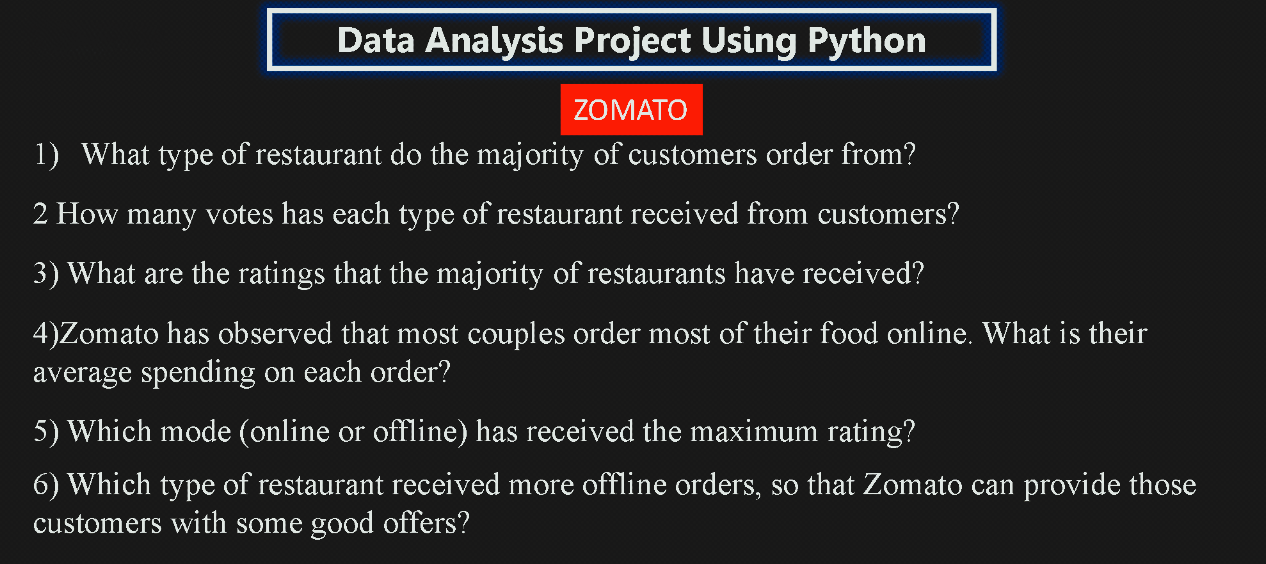 Data Analysis Project Using Python
ZOMATO
1) What type of restaurant do the majority of customers order from?
2 How many votes has each type of restaurant received from customers?
3) What are the ratings that the majority of restaurants have received?
4)Zomato has observed that most couples order most of their food online. What is their
average spending on each order?
5) Which mode (online or offline) has received the maximum rating?
6) Which type of restaurant received more offline orders, so that Zomato can provide those
customers with some good offers?